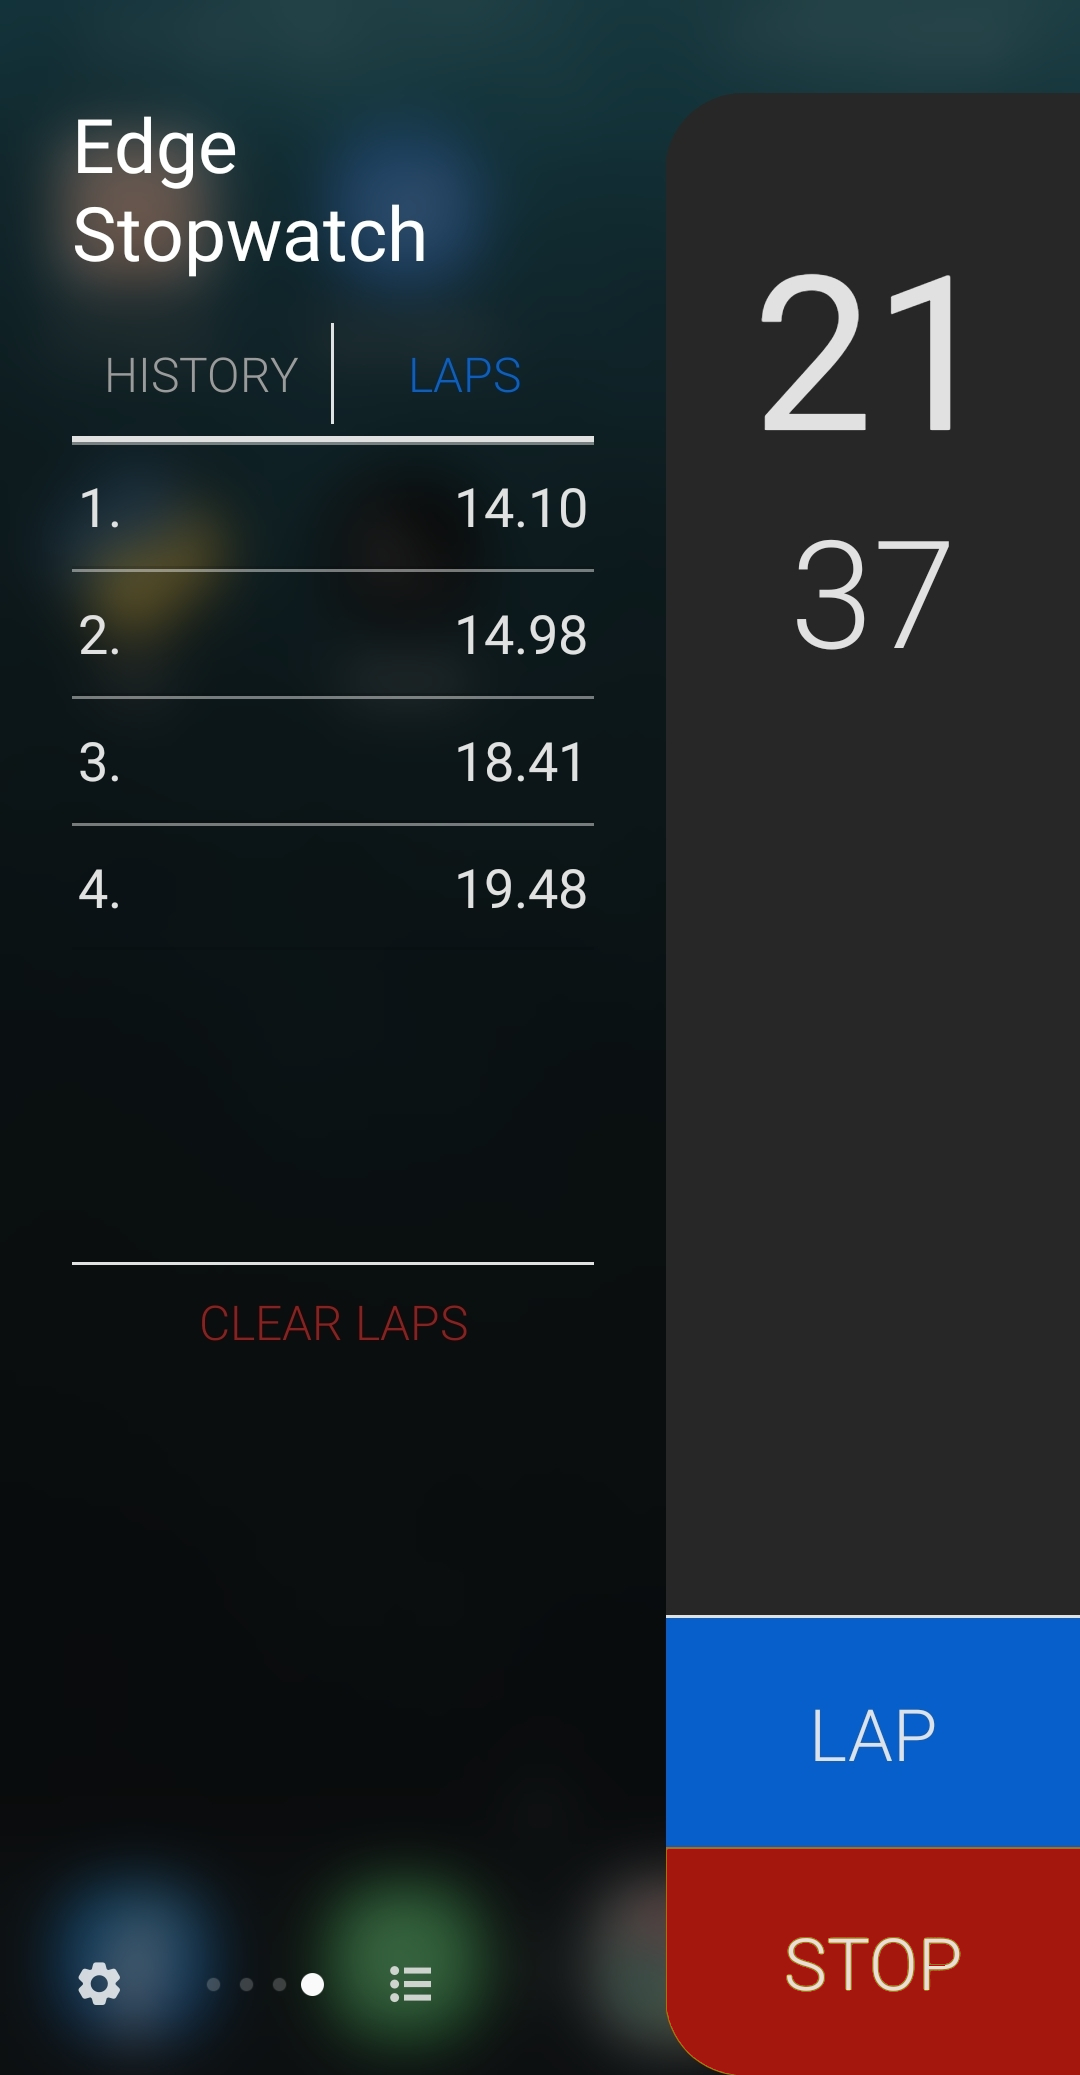 Edge
Stopwatch
HISTORY
LAPS
1. 14.10
2. 14.98
3. 18.41
4. 19.48
CLEAR LAPS
21
37
LAP
STOP